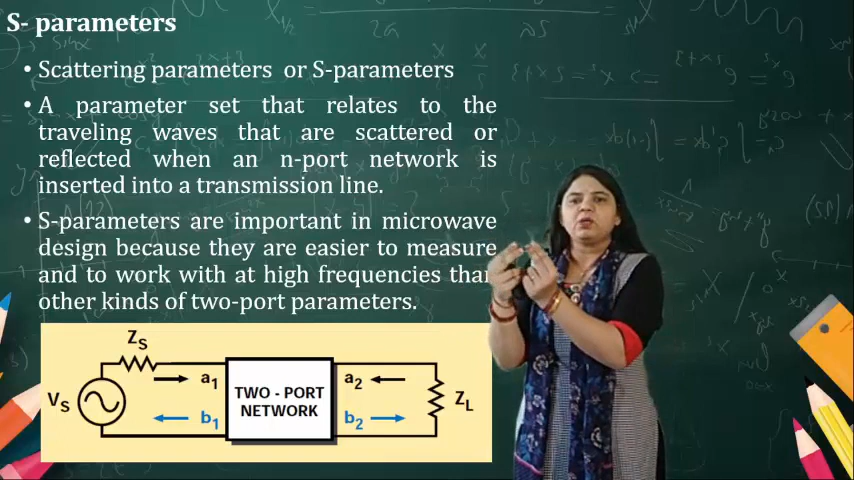 S- parameters
• Scattering parameters or S-parameters
• A parameter set that relates to the
traveling waves that are scattered or
reflected when an n-port network is
inserted into a transmission line.
• S-parameters are important in microwave
design because they are easier to measure
and to work with at high frequencies than
other kinds of two-port parameters.
ZS
a1
a2
VS
TWO - PORT
NETWORK
ZL
b1
b2